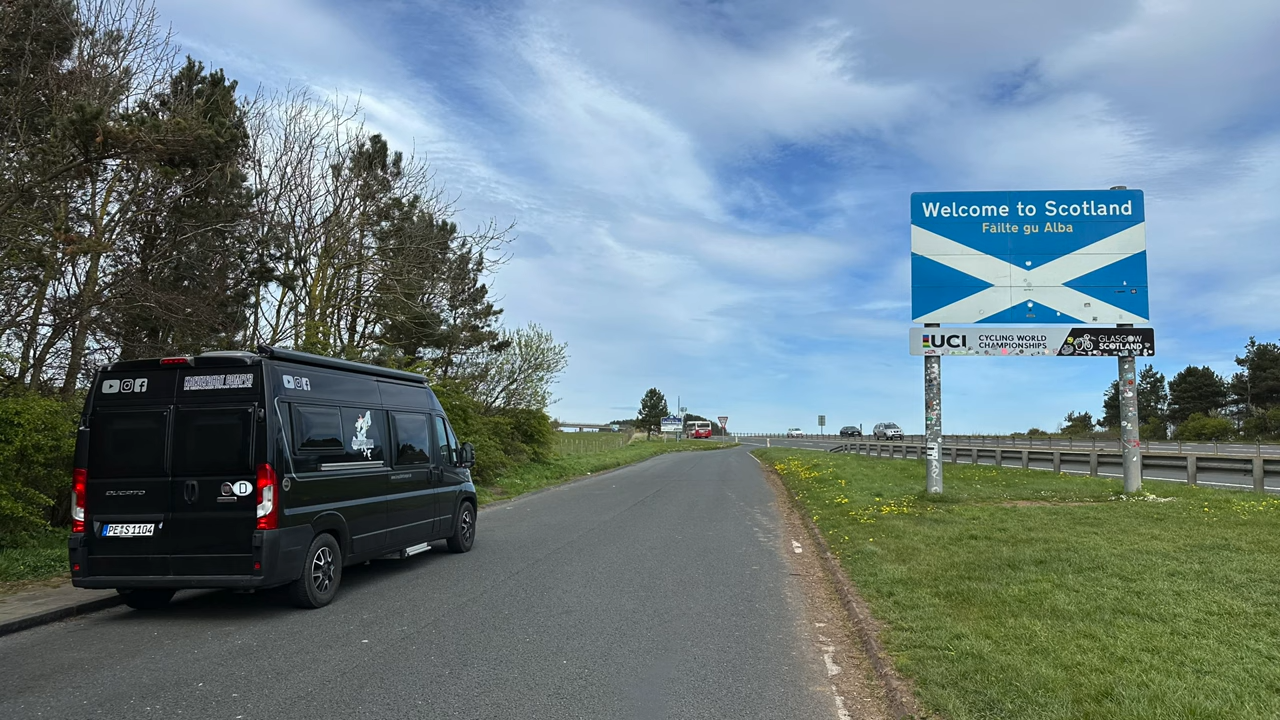 Welcome to Scotland
Fàilte gu Alba
UCI
CYCLING WORLD
CHAMPIONSHIPS
GLASGOW
SCOTLAND
DUCATO
D
PE S 1104